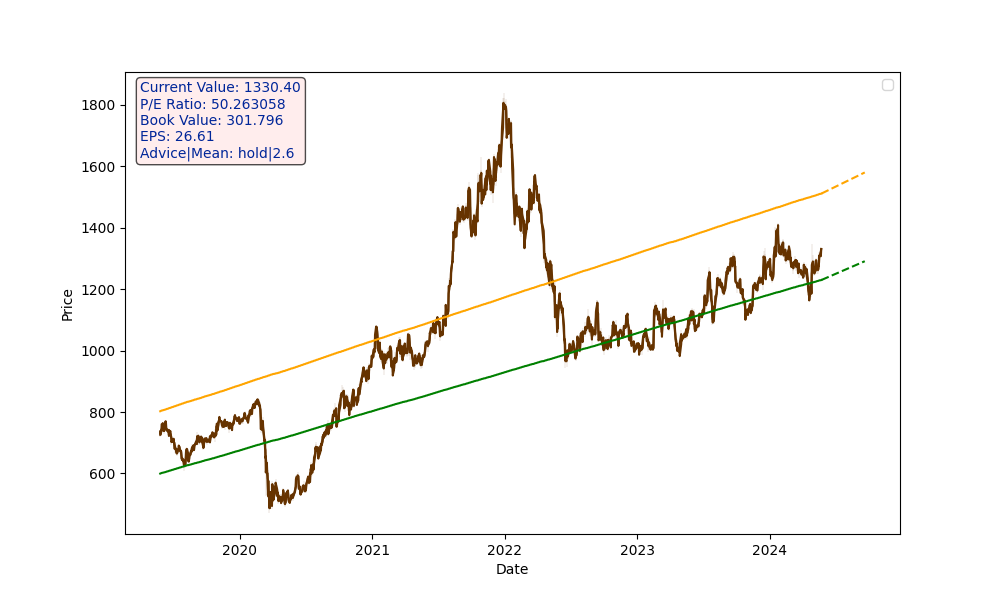 Current Value: 1330.40
P/E Ratio: 50.263058
Book Value: 301.796
EPS: 26.61
Advice|Mean: hold|2.6
1800
1600
1400
1200
1000
800
600
Price
2020 2021 2022 2023 2024
Date